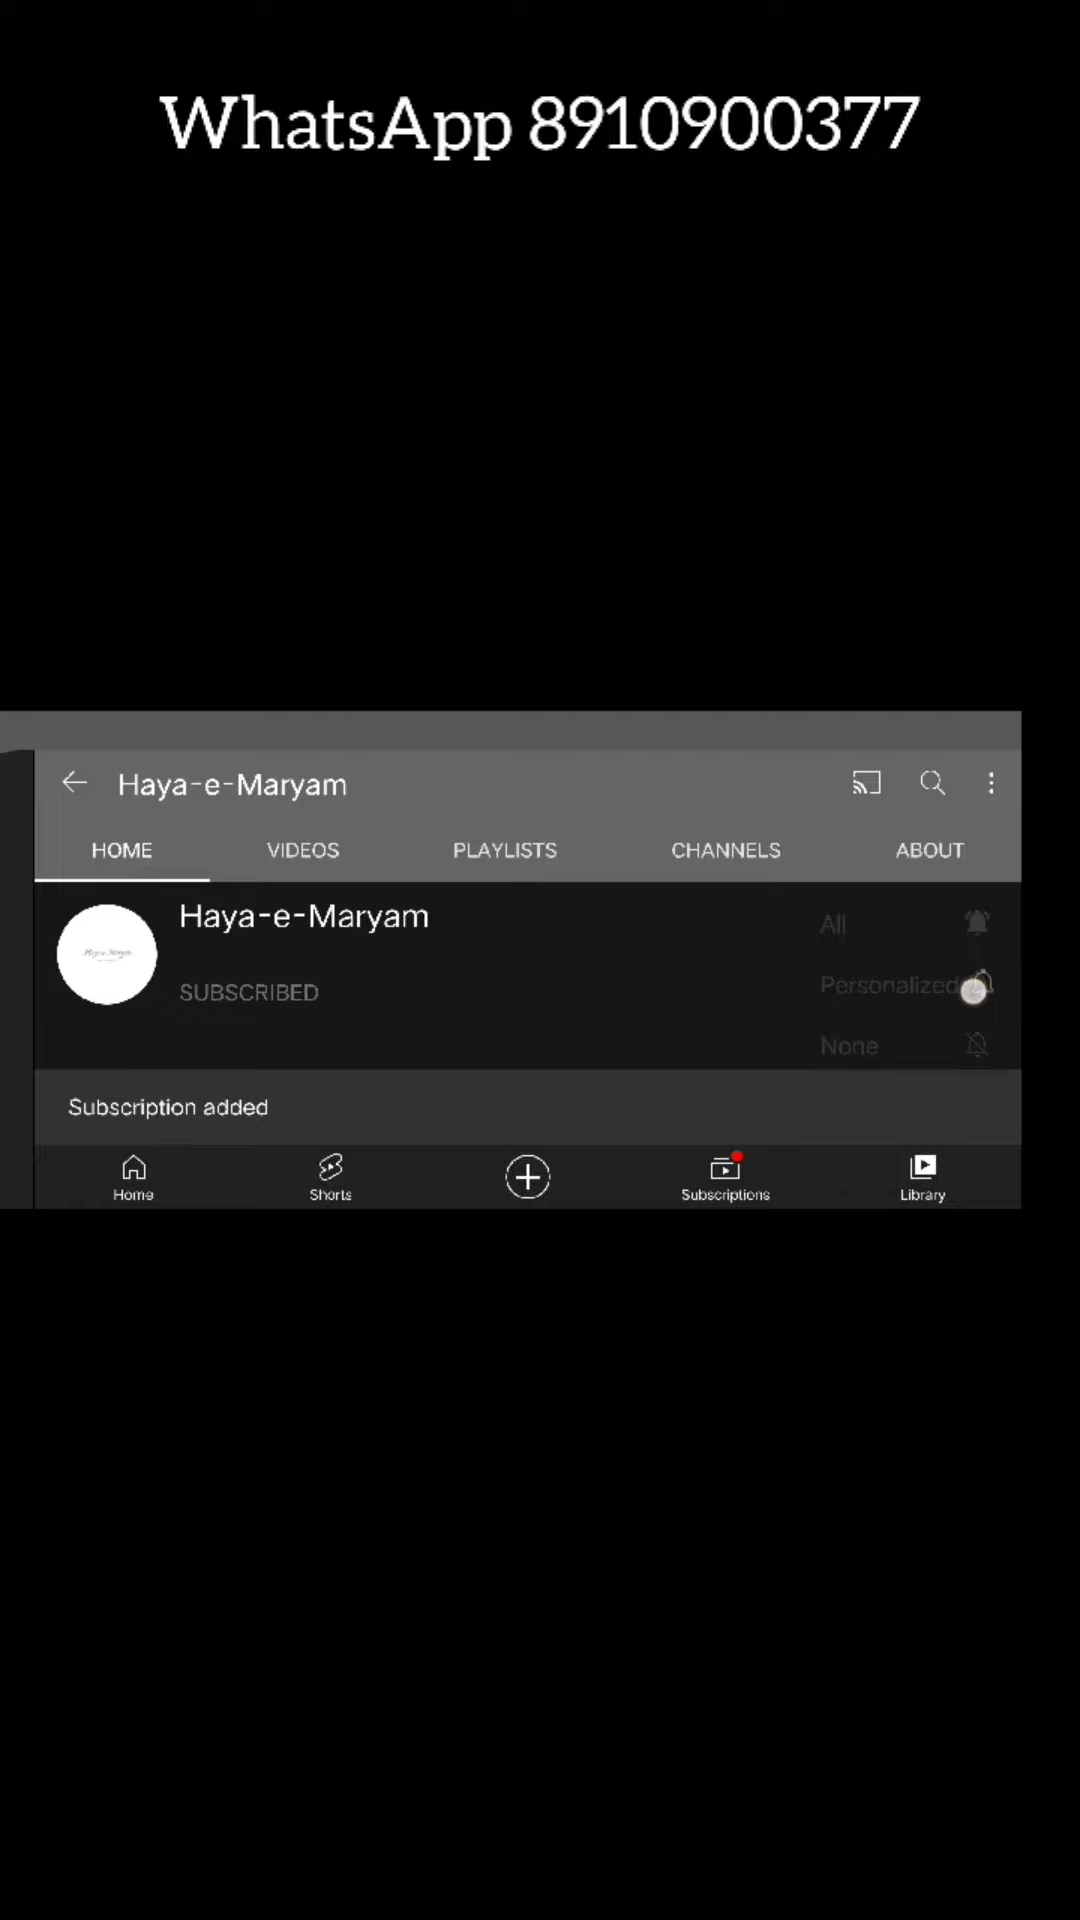 WhatsApp 8910900377
Haya-e-Maryam
HOME VIDEOS PLAYLISTS CHANNELS ABOUT
Haya-e-Maryam
SUBSCRIBED
All
Personalized
None
Subscription added
Home Shorts Subscriptions Library